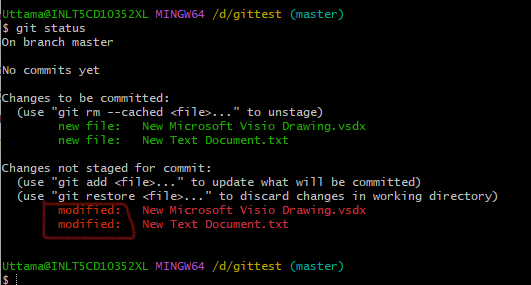 Uttama@INLT5CD10352XL MINGW64 /d/gittest (master)
$ git status
On branch master
No commits yet
Changes to be committed:
(use "git rm --cached <file>..." to unstage)
new file: New Microsoft Visio Drawing.vsdx
new file: New Text Document.txt
Changes not staged for commit:
(use "git add <file>..." to update what will be committed)
(use "git restore <file>..." to discard changes in working directory)
modified: New Microsoft Visio Drawing.vsdx
modified: New Text Document.txt
Uttama@INLT5CD10352XL MINGW64 /d/gittest (master)
$